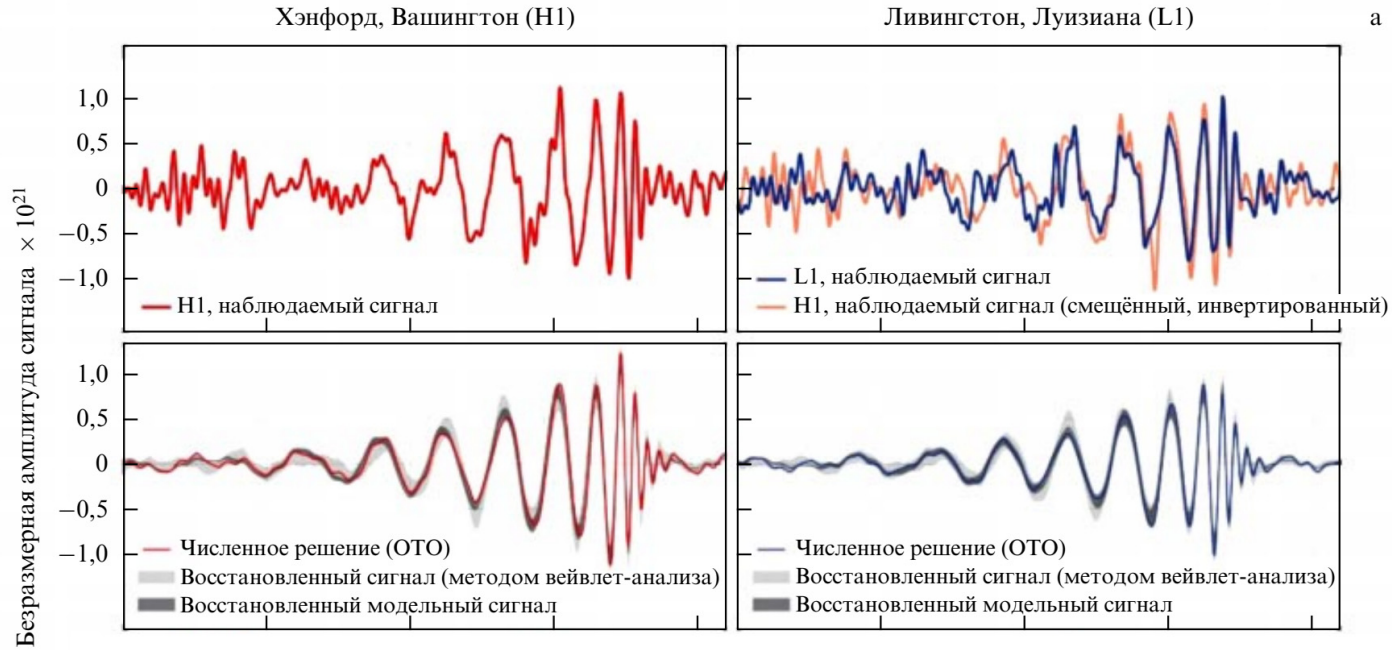 Хэнфорд, Вашингтон (H1)
Ливингстон, Луизиана (L1)
а
Безразмерная амплитуда сигнала × 10²¹
1,0
0,5
0
−0,5
−1,0
H1, наблюдаемый сигнал
L1, наблюдаемый сигнал
H1, наблюдаемый сигнал (смещённый, инвертированный)
1,0
0,5
0
−0,5
−1,0
Численное решение (ОТО)
Восстановленный сигнал (методом вейвлет-анализа)
Восстановленный модельный сигнал
Численное решение (ОТО)
Восстановленный сигнал (методом вейвлет-анализа)
Восстановленный модельный сигнал